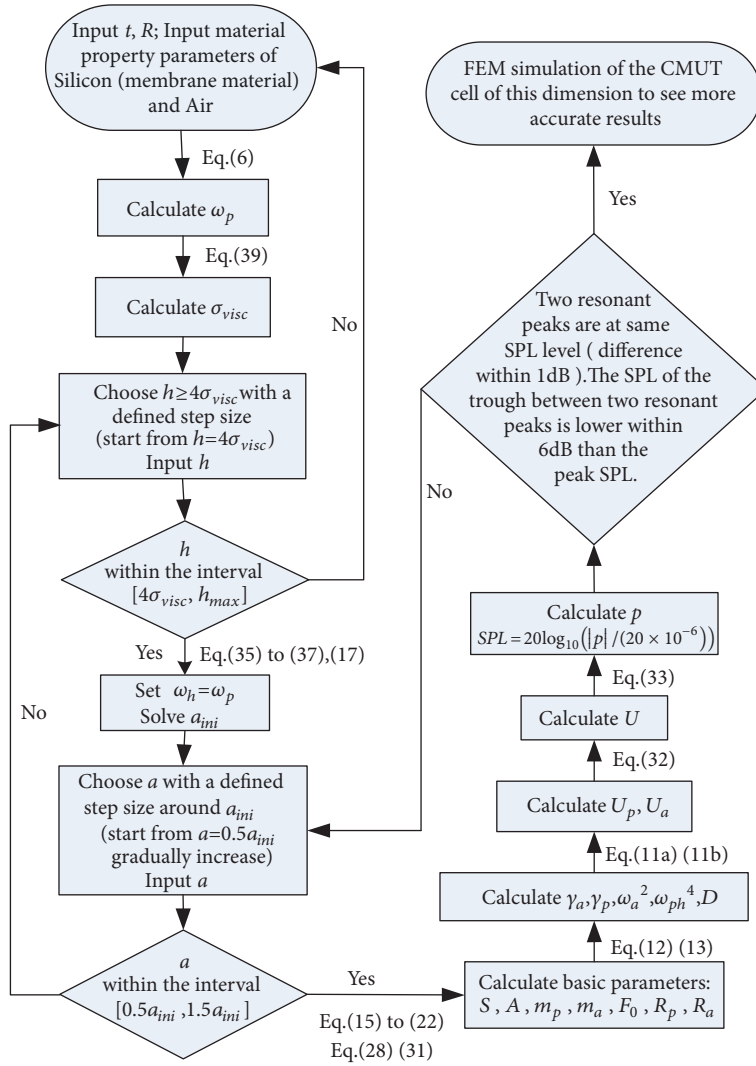 Input t, R; Input material
property parameters of
Silicon (membrane material)
and Air
Eq.(6)
Calculate ω_p
Eq.(39)
Calculate σ_visc
No
Choose h≥4σ_visc with a
defined step size
(start from h=4σ_visc)
Input h
h
within the interval
[4σ_visc, h_max]
Yes
Eq.(35) to (37),(17)
Set ω_h=ω_p
Solve a_ini
No
Choose a with a defined
step size around a_ini
(start from a=0.5a_ini
gradually increase)
Input a
a
within the interval
[0.5a_ini ,1.5a_ini]
Yes
Eq.(15) to (22)
Eq.(28) (31)
Calculate basic parameters:
S , A , m_p , m_a , F_0 , R_p , R_a
Eq.(12) (13)
Calculate γ_a,γ_p,ω_a^2,ω_ph^4,D
Eq.(11a) (11b)
Calculate U_p, U_a
Eq.(32)
Calculate U
Eq.(33)
Calculate p
SPL = 20log_10(|p| /(20 × 10^-6))
No
Two resonant
peaks are at same
SPL level ( difference
within 1dB ).The SPL of the
trough between two resonant
peaks is lower within
6dB than the
peak SPL.
Yes
FEM simulation of the CMUT
cell of this dimension to see more
accurate results